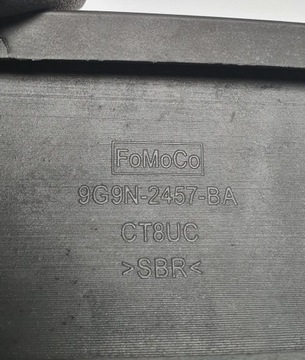 FoMoCo
9G9N-2457-BA
CT8UC
>SBR<